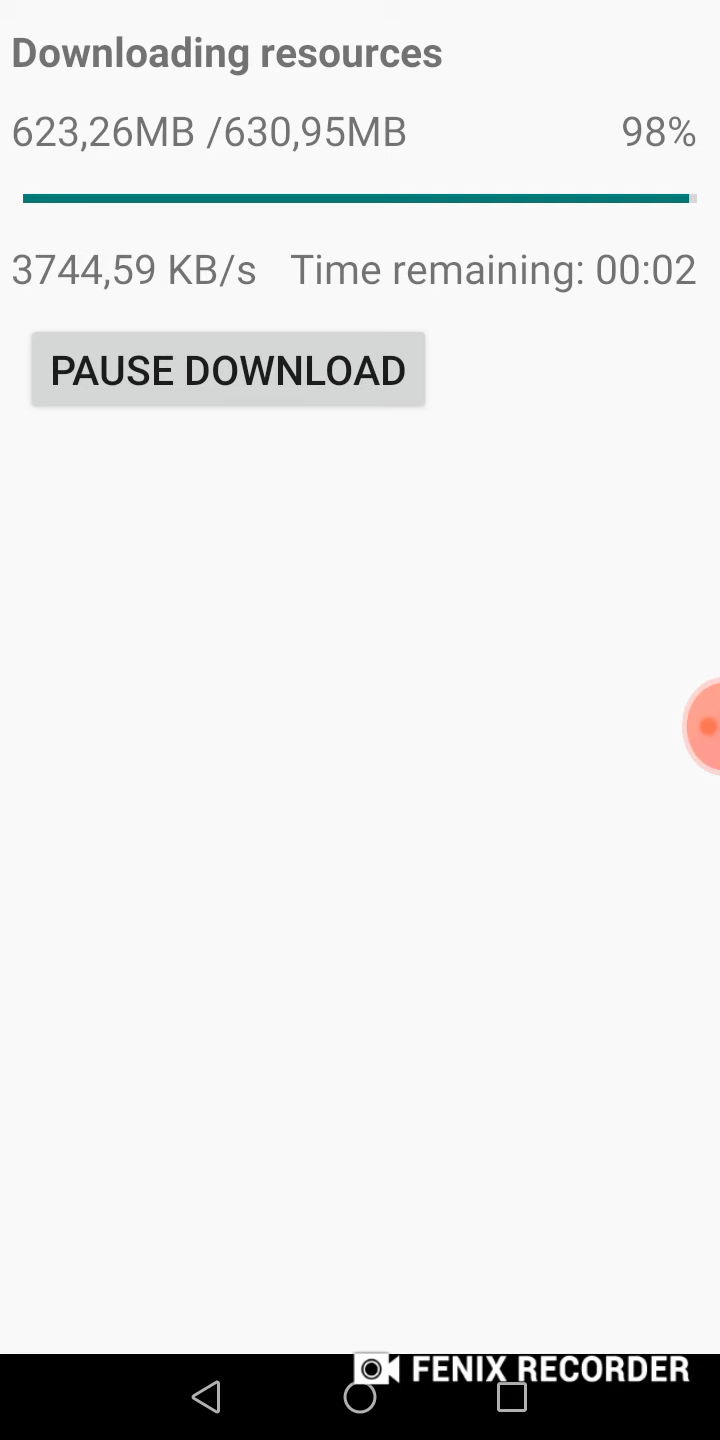 Downloading resources
623,26MB /630,95MB 98%
3744,59 KB/s Time remaining: 00:02
PAUSE DOWNLOAD
FENIX RECORDER